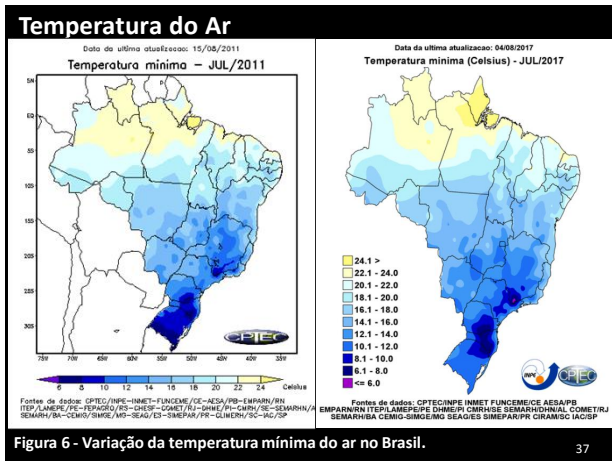 Temperatura do Ar
Data da ultima atualizacao: 15/08/2011
Temperatura minima – JUL/2011
5N
EQ
5S
10S
15S
20S
25S
30S
75W
70W
65W
60W
55W
50W
45W
40W
35W
CPTEC
6 8 10 12 14 16 18 20 22 24 Celsius
Fontes de dados: CPTEC/INPE-INMET-FUNCEME/CE-AESA/PB-EMPARN/RN
ITEP/LAMEPE/PE-FEPAGRO/RS-CHESF-COMET/RJ-DHME/PI-CMRH/SE-SEMARHN/A
SEMARH/BA-CEMIG/SIMGE/MG-SEAG/ES-SIMEPAR/PR-CLIMERH/SC-IAC/SP
Data da ultima atualizacao: 04/08/2017
Temperatura minima (Celsius) - JUL/2017
24.1 >
22.1 - 24.0
20.1 - 22.0
18.1 - 20.0
16.1 - 18.0
14.1 - 16.0
12.1 - 14.0
10.1 - 12.0
8.1 - 10.0
6.1 - 8.0
<= 6.0
INPE
CPTEC
Fontes de dados: CPTEC/INPE INMET FUNCEME/CE AESA/PB
EMPARN/RN ITEP/LAMEPE/PE DHME/PI CMRH/SE SEMARH/DHN/AL COMET/RJ
SEMARH/BA CEMIG-SIMGE/MG SEAG/ES SIMEPAR/PR CIRAM/SC IAC/SP
Figura 6 - Variação da temperatura mínima do ar no Brasil.
37